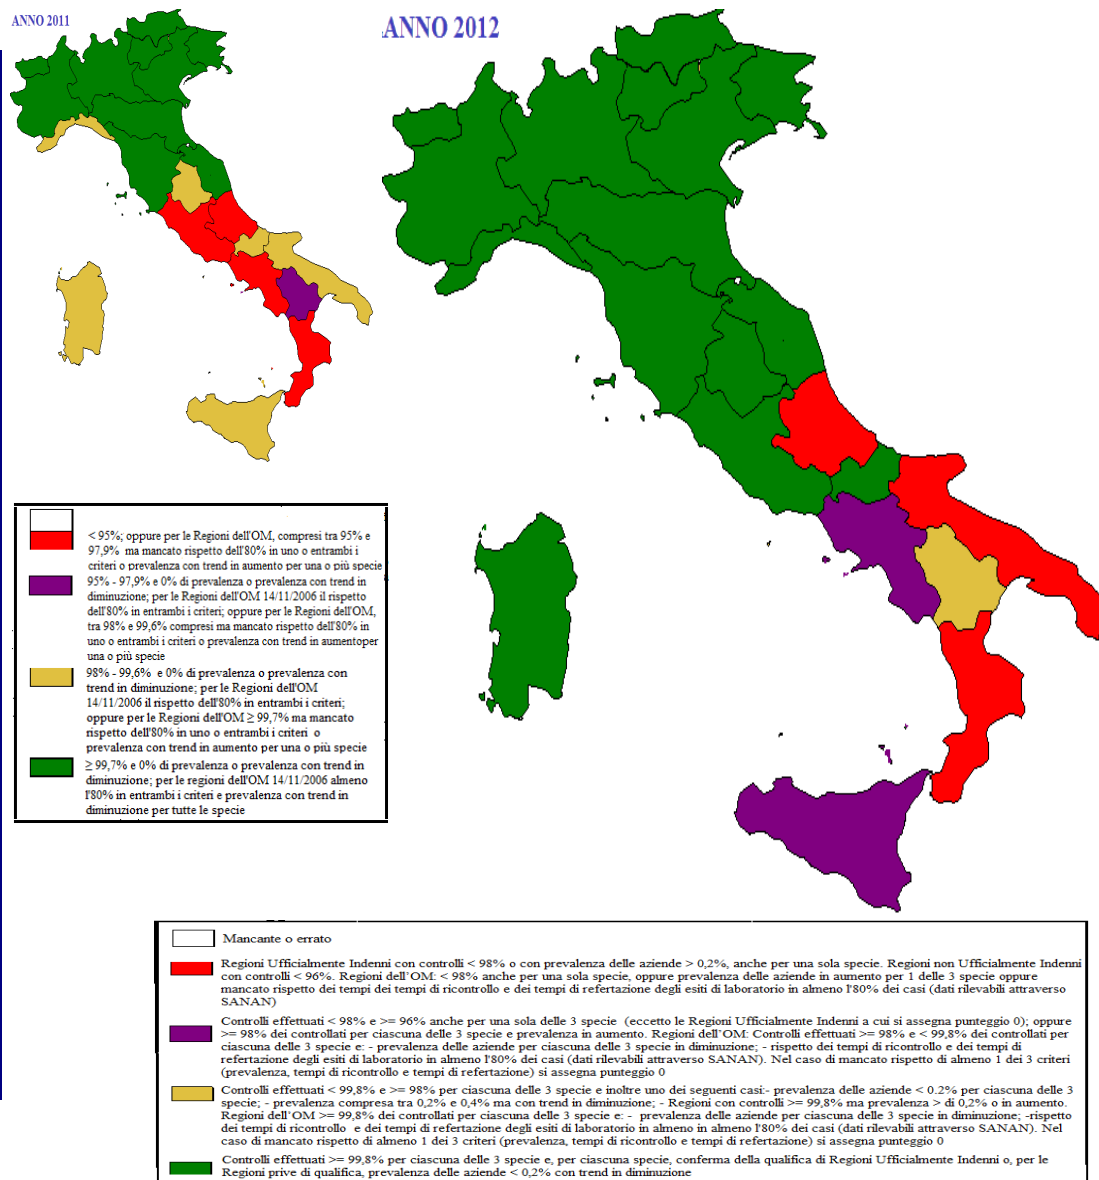 ANNO 2011
ANNO 2012
< 95%; oppure per le Regioni dell'OM, compresi tra 95% e
97,9% ma mancato rispetto dell'80% in uno o entrambi i
criteri o prevalenza con trend in aumento per una o più specie
95% - 97,9% e 0% di prevalenza o prevalenza con trend in
diminuzione; per le Regioni dell'OM 14/11/2006 il rispetto
dell'80% in entrambi i criteri; oppure per le Regioni dell'OM,
tra 98% e 99,6% compresi ma mancato rispetto dell'80% in
uno o entrambi i criteri o prevalenza con trend in aumentoper
una o più specie
98% - 99,6% e 0% di prevalenza o prevalenza con
trend in diminuzione; per le Regioni dell'OM
14/11/2006 il rispetto dell'80% in entrambi i criteri;
oppure per le Regioni dell'OM ≥ 99,7% ma mancato
rispetto dell'80% in uno o entrambi i criteri o
prevalenza con trend in aumento per una o più specie
≥ 99,7% e 0% di prevalenza o prevalenza con trend in
diminuzione; per le regioni dell'OM 14/11/2006 almeno
l'80% in entrambi i criteri e prevalenza con trend in
diminuzione per tutte le specie
Mancante o errato
Regioni Ufficialmente Indenni con controlli < 98% o con prevalenza delle aziende > 0,2%, anche per una sola specie. Regioni non Ufficialmente Indenni
con controlli < 96%. Regioni dell'OM: < 98% anche per una sola specie, oppure prevalenza delle aziende in aumento per 1 delle 3 specie oppure
mancato rispetto dei tempi dei tempi di ricontrollo e dei tempi di refertazione degli esiti di laboratorio in almeno l'80% dei casi (dati rilevabili attraverso
SANAN)
Controlli effettuati < 98% e >= 96% anche per una sola delle 3 specie (eccetto le Regioni Ufficialmente Indenni a cui si assegna punteggio 0); oppure
>= 98% dei controllati per ciascuna delle 3 specie e prevalenza in aumento. Regioni dell'OM: Controlli effettuati >= 98% e < 99,8% controllati per
ciascuna delle 3 specie e: - prevalenza delle aziende per ciascuna delle 3 specie in diminuzione; - rispetto dei tempi di ricontrollo e dei tempi di
refertazione degli esiti di laboratorio in almeno l'80% dei casi (dati rilevabili attraverso SANAN). Nel caso di mancato rispetto di almeno 1 dei 3 criteri
(prevalenza, tempi di ricontrollo e tempi di refertazione) si assegna punteggio 0
Controlli effettuati < 99,8% e >= 98% per ciascuna delle 3 specie e inoltre uno dei seguenti casi:- prevalenza delle aziende < 0.2% per ciascuna delle 3
specie; - prevalenza compresa tra 0,2% e 0,4% ma con trend in diminuzione; - Regioni con controlli >= 99,8% ma prevalenza > di 0,2% o in aumento.
Regioni dell'OM >= 99,8% dei controllati per ciascuna delle 3 specie e: - prevalenza delle aziende per ciascuna delle 3 specie in diminuzione; -rispetto
dei tempi di ricontrollo e dei tempi di refertazione degli esiti di laboratorio in almeno in almeno l'80% dei casi (dati rilevabili attraverso SANAN). Nel
caso di mancato rispetto di almeno 1 dei 3 criteri (prevalenza, tempi di ricontrollo e tempi di refertazione) si assegna punteggio 0
Controlli effettuati >= 99,8% per ciascuna delle 3 specie e, per ciascuna specie, conferma della qualifica di Regioni Ufficialmente Indenni o, per le
Regioni prive di qualifica, prevalenza delle aziende < 0,2% con trend in diminuzione